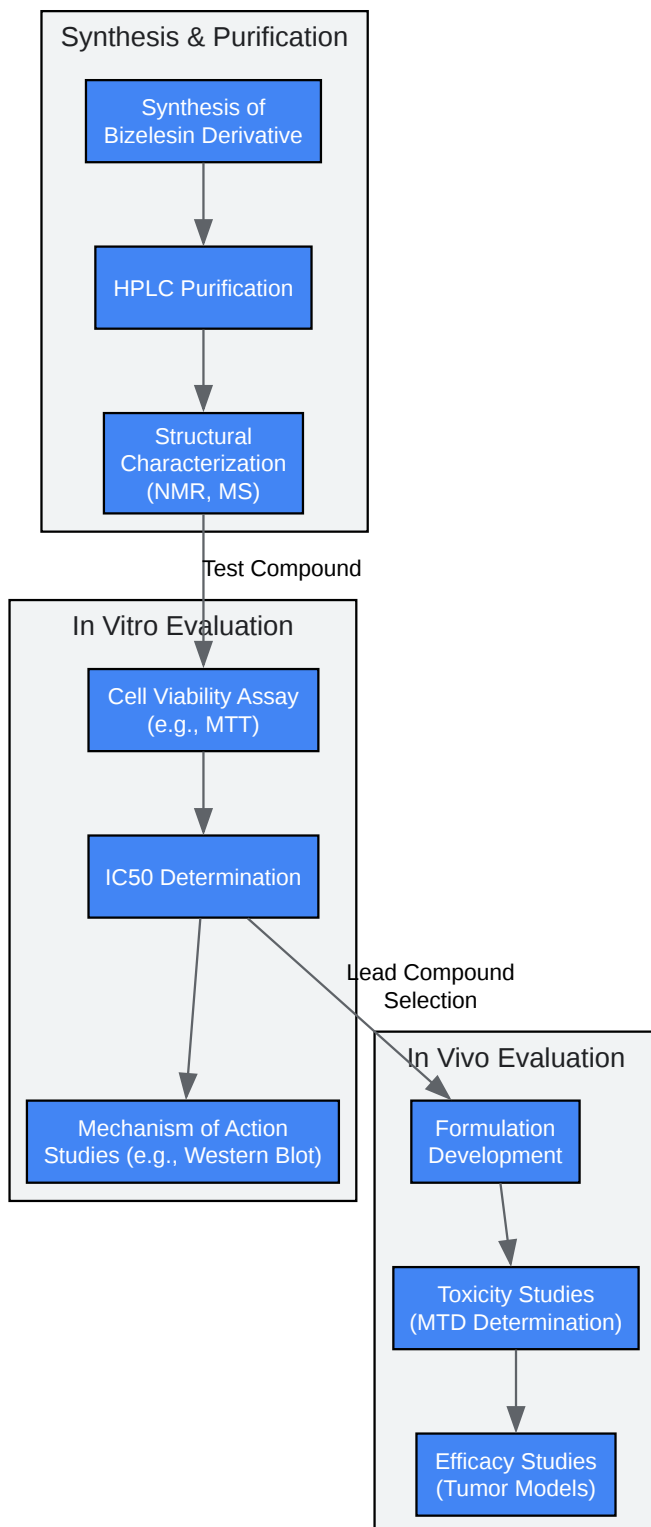 Synthesis & Purification
Synthesis of
Bizelesin Derivative
HPLC Purification
Structural
Characterization
(NMR, MS)
Test Compound
In Vitro Evaluation
Cell Viability Assay
(e.g., MTT)
IC50 Determination
Lead Compound
Selection
Mechanism of Action
Studies (e.g., Western Blot)
In Vivo Evaluation
Formulation
Development
Toxicity Studies
(MTD Determination)
Efficacy Studies
(Tumor Models)